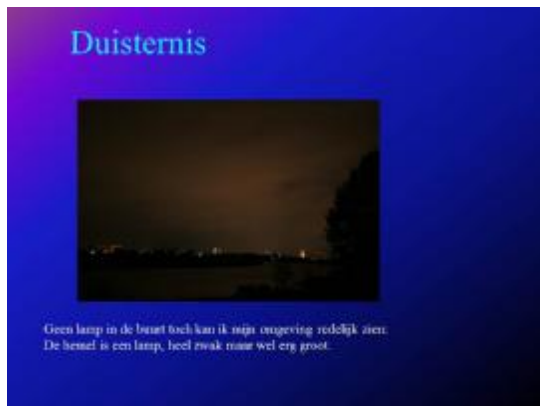 Duisternis
Geen lamp in de buurt toch kan ik mijn omgeving redelijk zien.
De hemel is een lamp, heel zwak maar wel erg groot.